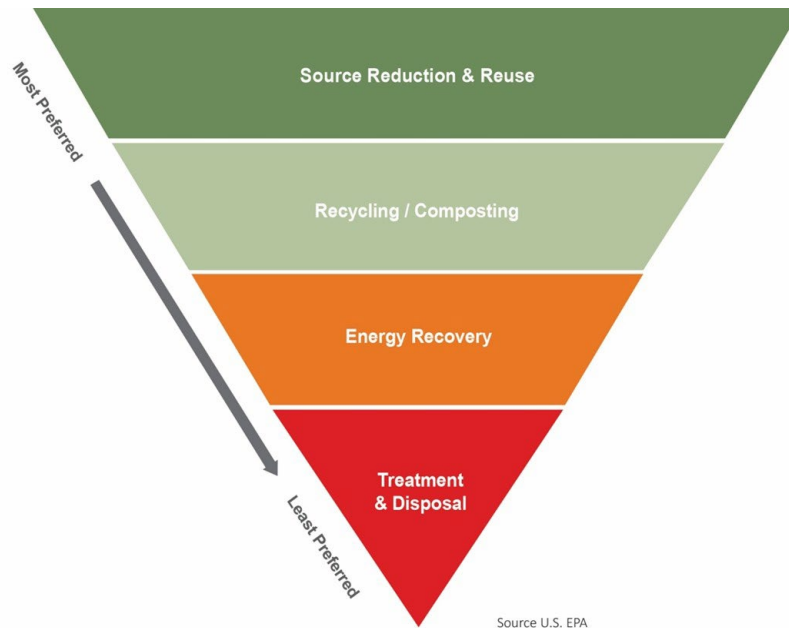 Source Reduction & Reuse
Most Preferred
Recycling / Composting
Energy Recovery
Treatment
& Disposal
Least Preferred
Source U.S. EPA